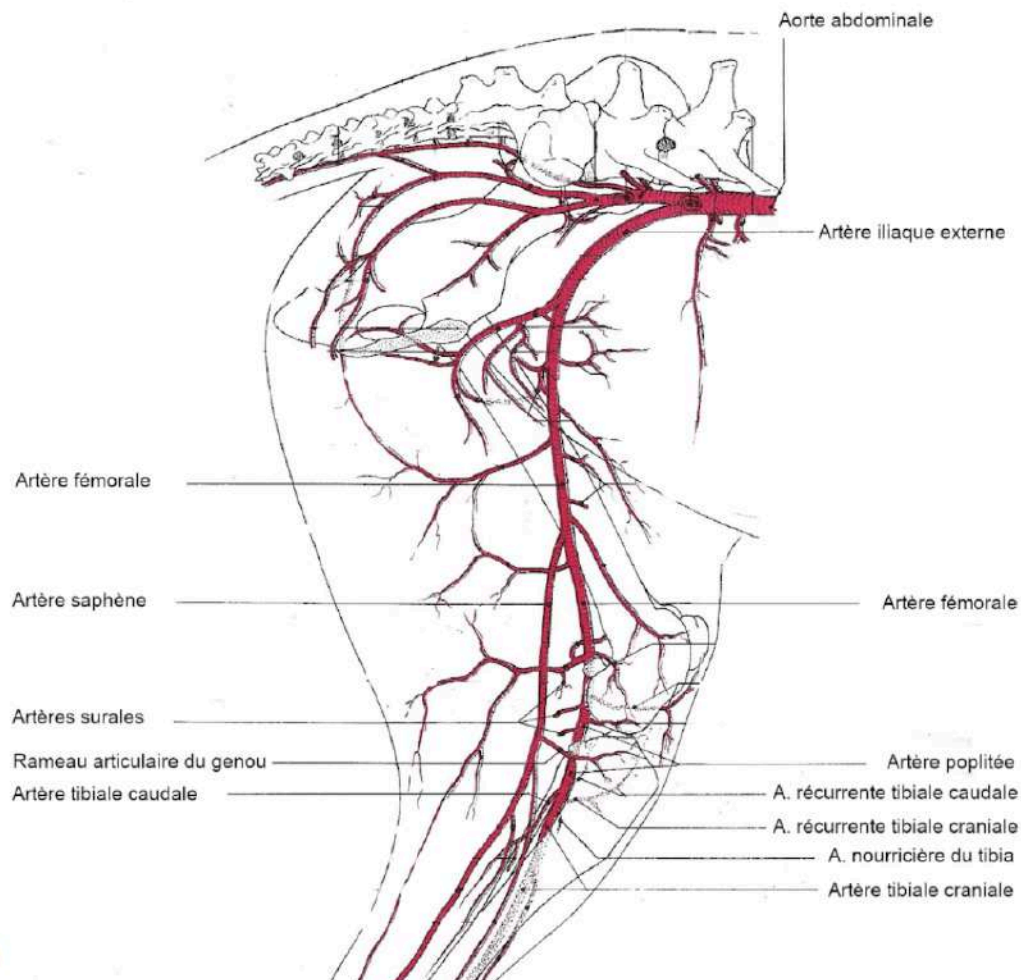 Aorte abdominale
Artère iliaque externe
Artère fémorale
Artère saphène
Artère fémorale
Artères surales
Rameau articulaire du genou
Artère poplitée
Artère tibiale caudale
A. récurrente tibiale caudale
A. récurrente tibiale craniale
A. nourricière du tibia
Artère tibiale craniale